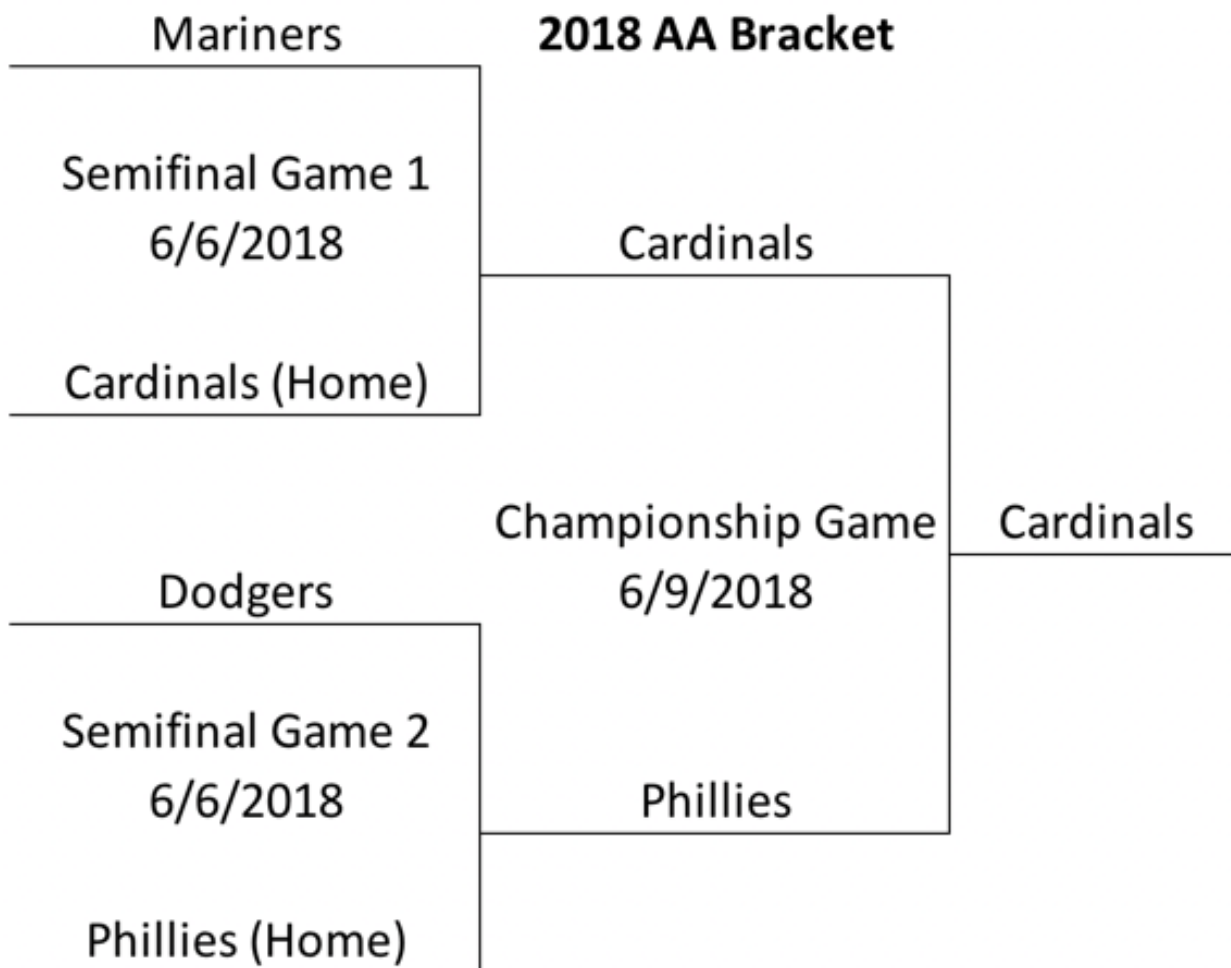 Mariners
2018 AA Bracket
Semifinal Game 1
6/6/2018
Cardinals
Cardinals (Home)
Championship Game
6/9/2018
Cardinals
Dodgers
Semifinal Game 2
6/6/2018
Phillies
Phillies (Home)